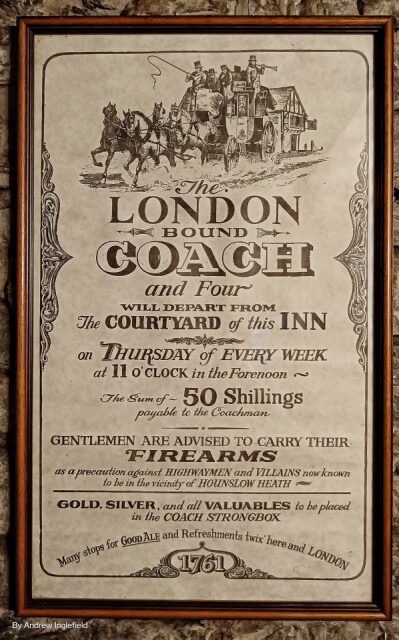 The
LONDON
BOUND
COACH
and Four
WILL DEPART FROM
The COURTYARD of this INN
on THURSDAY of EVERY WEEK
at 11 O'CLOCK in the Forenoon ~
The Sum of ~ 50 Shillings
payable to the Coachman
GENTLEMEN ARE ADVISED TO CARRY THEIR
FIREARMS
as a precaution against HIGHWAYMEN and VILLAINS now known
to be in the vicinity of HOUNSLOW HEATH ~
GOLD, SILVER, and all VALUABLES to be placed
in the COACH STRONGBOX
Many stops for GOOD ALE and Refreshments twix' here and LONDON
1761
By Andrew Inglefield